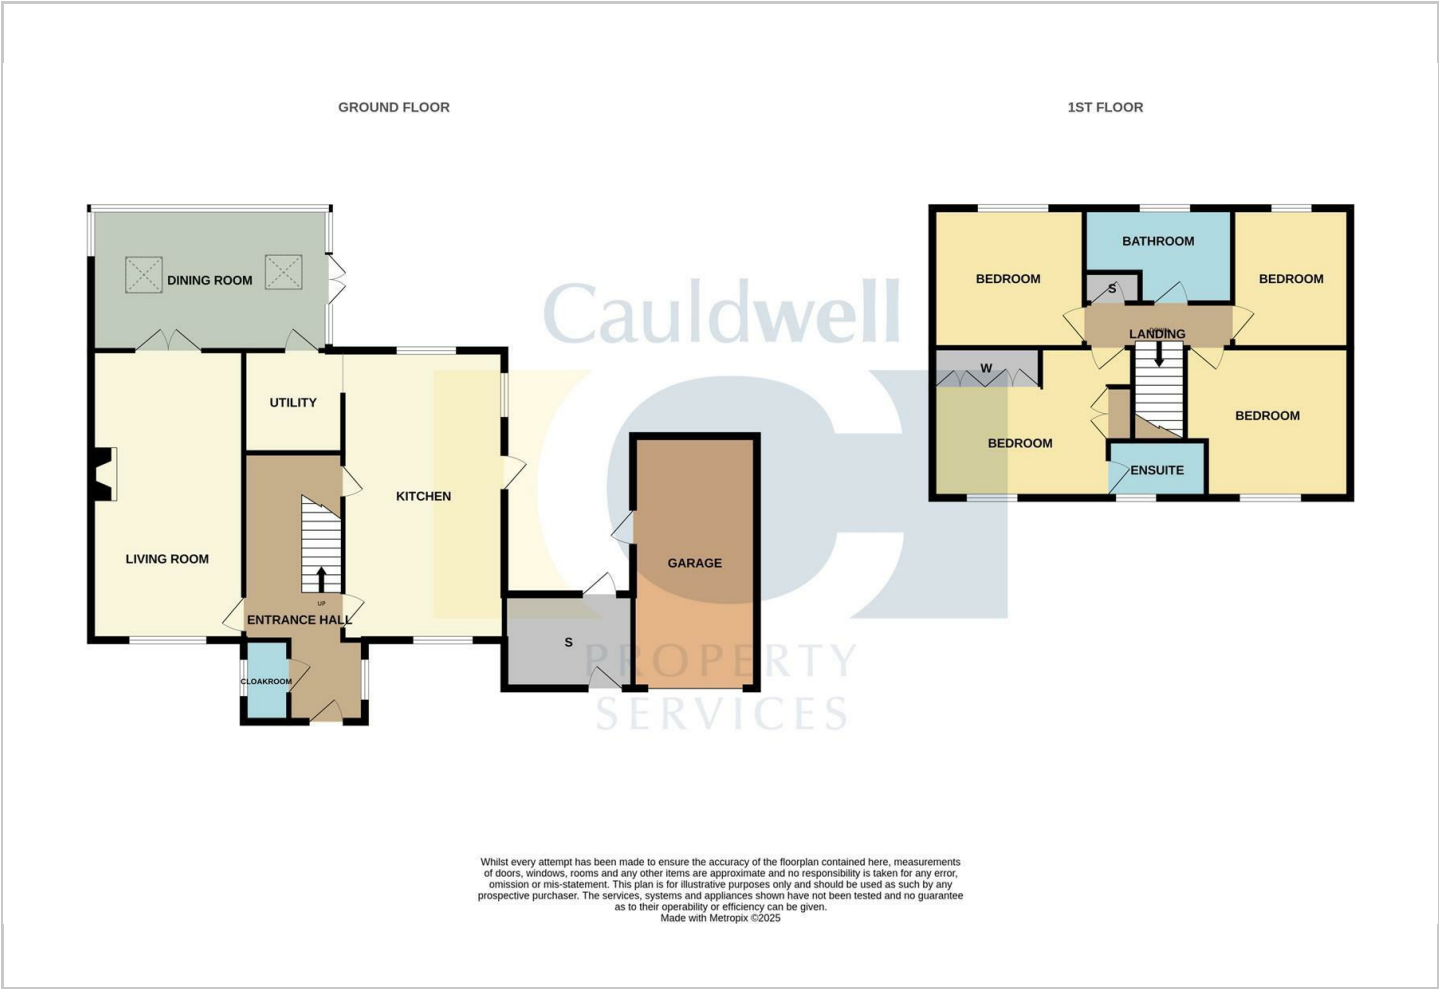 GROUND FLOOR
1ST FLOOR
DINING ROOM
UTILITY
KITCHEN
LIVING ROOM
UP
ENTRANCE HALL
CLOAKROOM
S
GARAGE
BEDROOM
BATHROOM
BEDROOM
S
LANDING
DOWN
W
BEDROOM
BEDROOM
ENSUITE
Cauldwell
PROPERTY
SERVICES
Whilst every attempt has been made to ensure the accuracy of the floorplan contained here, measurements
of doors, windows, rooms and any other items are approximate and no responsibility is taken for any error,
omission or mis-statement. This plan is for illustrative purposes only and should be used as such by any
prospective purchaser. The services, systems and appliances shown have not been tested and no guarantee
as to their operability or efficiency can be given.
Made with Metropix ©2025